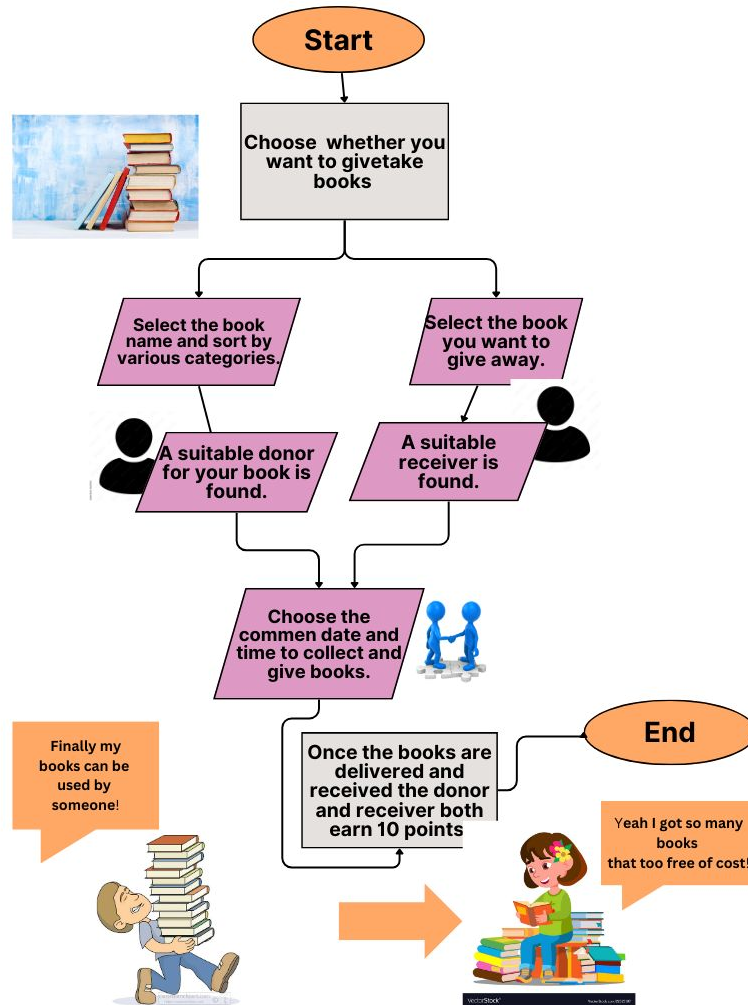 Start
Choose whether you
want to givetake
books
Select the book
name and sort by
various categories.
Select the book
you want to
give away.
A suitable donor
for your book is
found.
A suitable
receiver is
found.
Choose the
commen date and
time to collect and
give books.
Once the books are
delivered and
received the donor
and receiver both
earn 10 points
End
Finally my
books can be
used by
someone!
Yeah I got so many
books
that too free of cost!
VectorStock